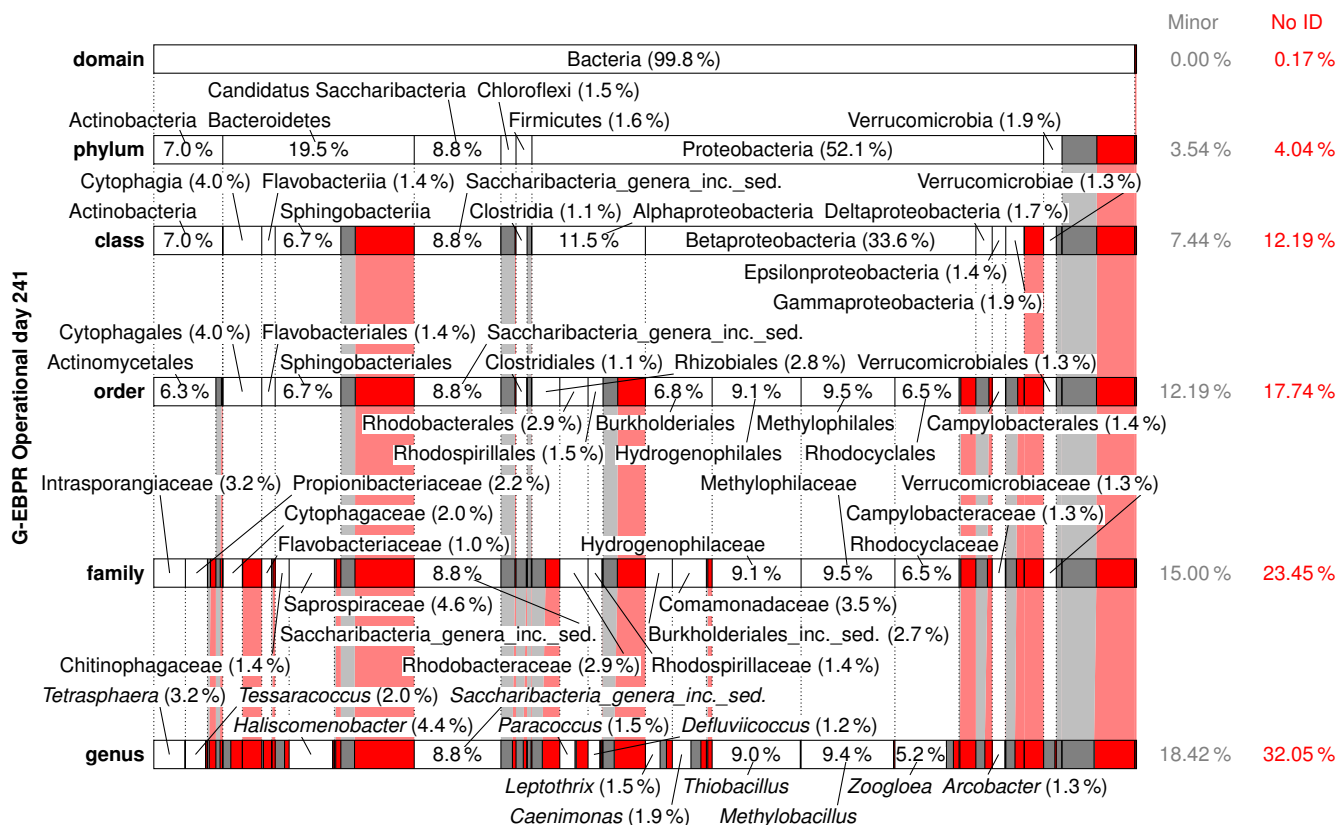 Minor No ID
domain Bacteria (99.8 %) 0.00 % 0.17 %
Candidatus Saccharibacteria Chloroflexi (1.5 %)
Actinobacteria Bacteroidetes Firmicutes (1.6 %) Verrucomicrobia (1.9 %)
phylum 7.0 % 19.5 % 8.8 % Proteobacteria (52.1 %) 3.54 % 4.04 %
Cytophagia (4.0 %) Flavobacteriia (1.4 %) Saccharibacteria_genera_inc._sed. Verrucomicrobiae (1.3 %)
Actinobacteria Sphingobacteriia Clostridia (1.1 %) Alphaproteobacteria Deltaproteobacteria (1.7 %)
class 7.0 % 6.7 % 8.8 % 11.5 % Betaproteobacteria (33.6 %) 7.44 % 12.19 %
Epsilonproteobacteria (1.4 %)
Gammaproteobacteria (1.9 %)
G-EBPR Operational day 241
Cytophagales (4.0 %) Flavobacteriales (1.4 %) Saccharibacteria_genera_inc._sed.
Actinomycetales Sphingobacteriales Clostridiales (1.1 %) Rhizobiales (2.8 %) Verrucomicrobiales (1.3 %)
order 6.3 % 6.7 % 8.8 % 6.8 % 9.1 % 9.5 % 6.5 % 12.19 % 17.74 %
Rhodobacterales (2.9 %) Burkholderiales Methylophilales Campylobacterales (1.4 %)
Rhodospirillales (1.5 %) Hydrogenophilales Rhodocyclales
Intrasporangiaceae (3.2 %) Propionibacteriaceae (2.2 %) Methylophilaceae Verrucomicrobiaceae (1.3 %)
Cytophagaceae (2.0 %) Campylobacteraceae (1.3 %)
Flavobacteriaceae (1.0 %) Hydrogenophilaceae Rhodocyclaceae
family 8.8 % 9.1 % 9.5 % 6.5 % 15.00 % 23.45 %
Saprospiraceae (4.6 %) Comamonadaceae (3.5 %)
Saccharibacteria_genera_inc._sed. Burkholderiales_inc._sed. (2.7 %)
Chitinophagaceae (1.4 %) Rhodobacteraceae (2.9 %) Rhodospirillaceae (1.4 %)
Tetrasphaera (3.2 %) Tessaracoccus (2.0 %) Saccharibacteria_genera_inc._sed.
Haliscomenobacter (4.4 %) Paracoccus (1.5 %) Defluviicoccus (1.2 %)
genus 8.8 % 9.0 % 9.4 % 5.2 % 18.42 % 32.05 %
Leptothrix (1.5 %) Thiobacillus Zoogloea Arcobacter (1.3 %)
Caenimonas (1.9 %) Methylobacillus